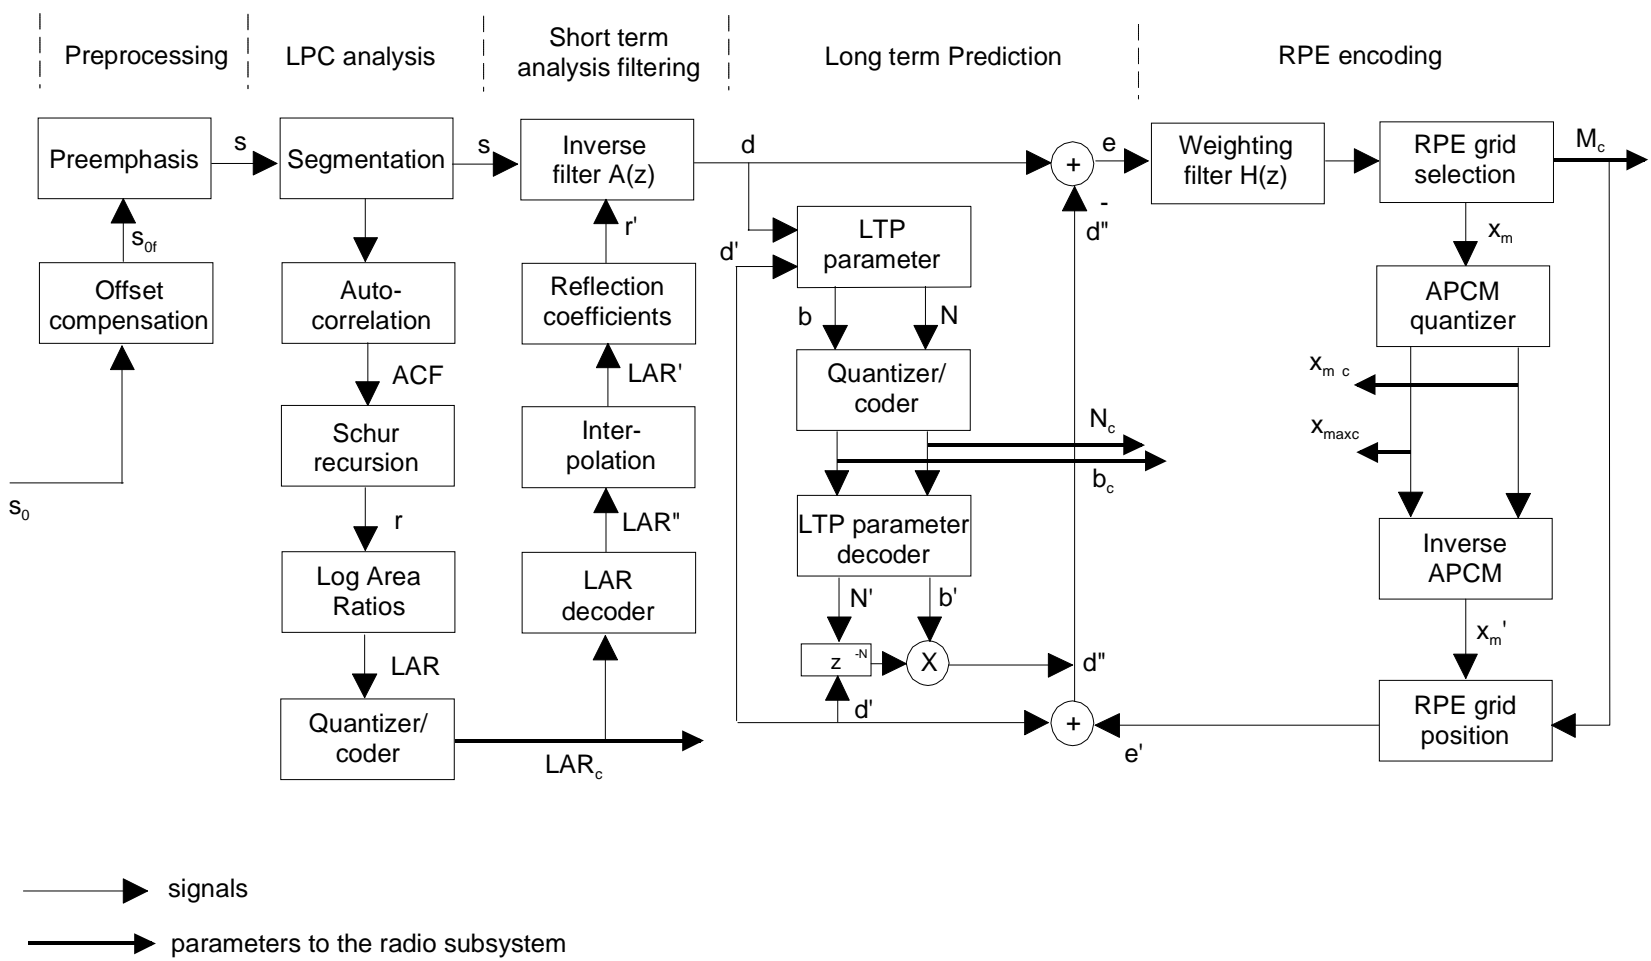 Preprocessing
LPC analysis
Short term
analysis filtering
Long term Prediction
RPE encoding
Preemphasis
s
Segmentation
s
Inverse
filter A(z)
d
+
e
Weighting
filter H(z)
RPE grid
selection
Mc
s0f
r'
-
d''
d'
LTP
parameter
xm
Offset
compensation
Auto-
correlation
Reflection
coefficients
b
N
APCM
quantizer
ACF
LAR'
Quantizer/
coder
xm c
Schur
recursion
Inter-
polation
Nc
xmaxc
bc
s0
r
LAR''
LTP parameter
decoder
Inverse
APCM
Log Area
Ratios
LAR
decoder
N'
b'
xm'
LAR
z -N
X
d''
Quantizer/
coder
d'
+
RPE grid
position
LARc
e'
signals
parameters to the radio subsystem